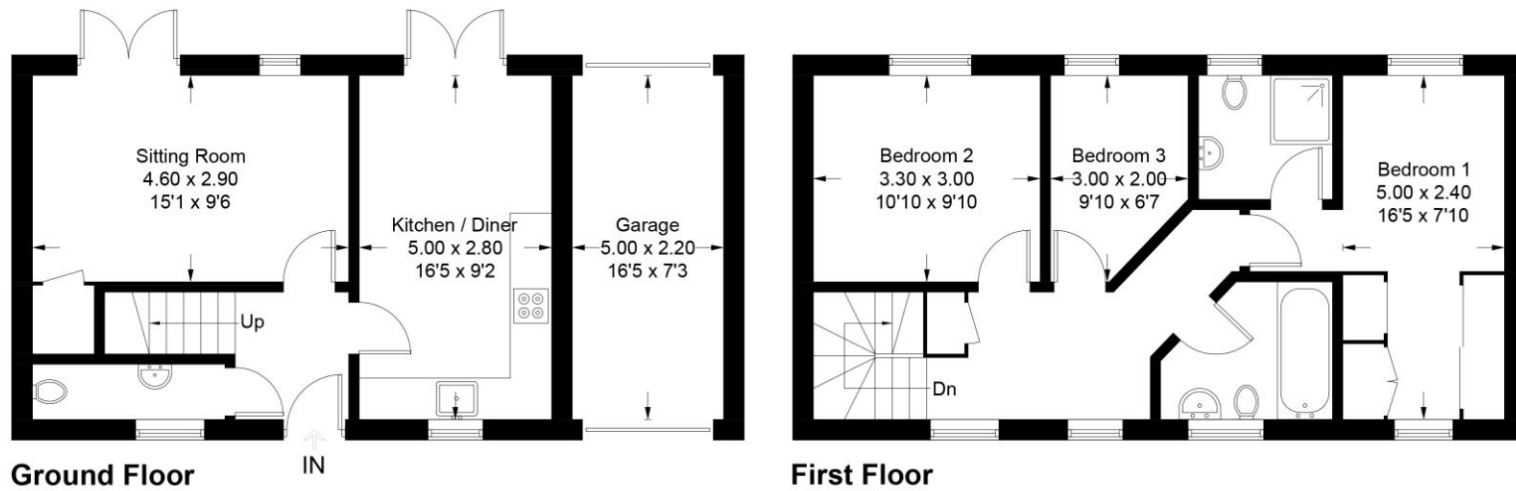 Sitting Room
4.60 x 2.90
15'1 x 9'6
Kitchen / Diner
5.00 x 2.80
16'5 x 9'2
Garage
5.00 x 2.20
16'5 x 7'3
Up
IN
Ground Floor
Bedroom 2
3.30 x 3.00
10'10 x 9'10
Bedroom 3
3.00 x 2.00
9'10 x 6'7
Bedroom 1
5.00 x 2.40
16'5 x 7'10
Dn
First Floor